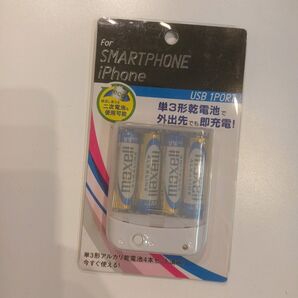 For
SMARTPHONE
iPhone
二次電池も
使用可能
USB 1PORT
単3形乾電池で
外出先でも即充電!
maxell
maxell
maxell
maxell
単3形アルカリ乾電池4本
今すぐ使える!